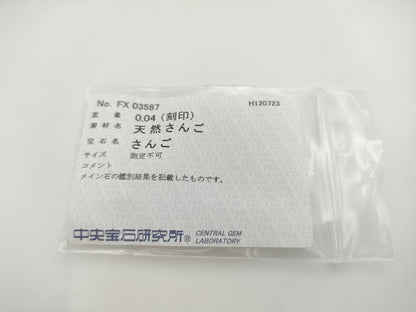 No. FX 03587 H120723
重量 0.04 (刻印)
素材名 天然さんご
宝石名 さんご
サイズ 測定不可
コメント
メイン石の鑑別結果を記載したものです。
中央宝石研究所® CENTRAL GEM LABORATORY